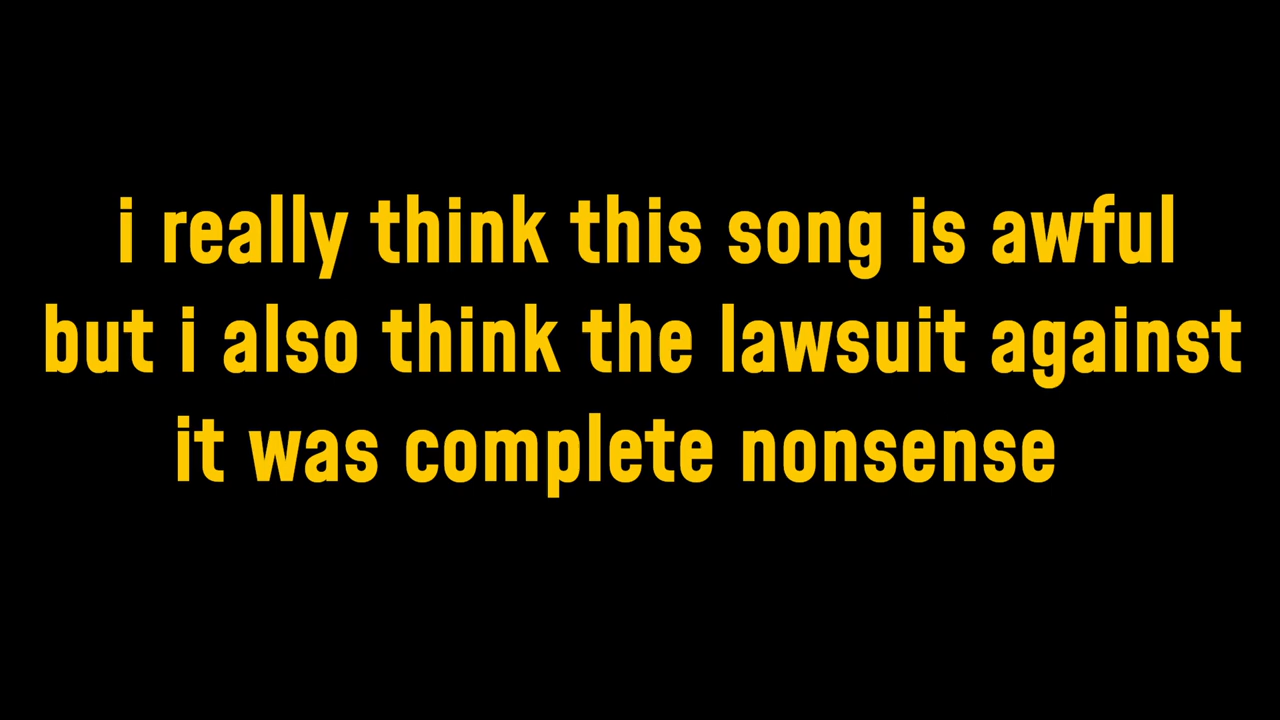 i really think this song is awful
but i also think the lawsuit against
it was complete nonsense